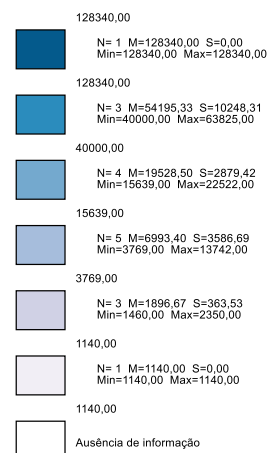 128340,00
N= 1 M=128340,00 S=0,00
Min=128340,00 Max=128340,00
128340,00
N= 3 M=54195,33 S=10248,31
Min=40000,00 Max=63825,00
40000,00
N= 4 M=19528,50 S=2879,42
Min=15639,00 Max=22522,00
15639,00
N= 5 M=6993,40 S=3586,69
Min=3769,00 Max=13742,00
3769,00
N= 3 M=1896,67 S=363,53
Min=1460,00 Max=2350,00
1140,00
N= 1 M=1140,00 S=0,00
Min=1140,00 Max=1140,00
1140,00
Ausência de informação